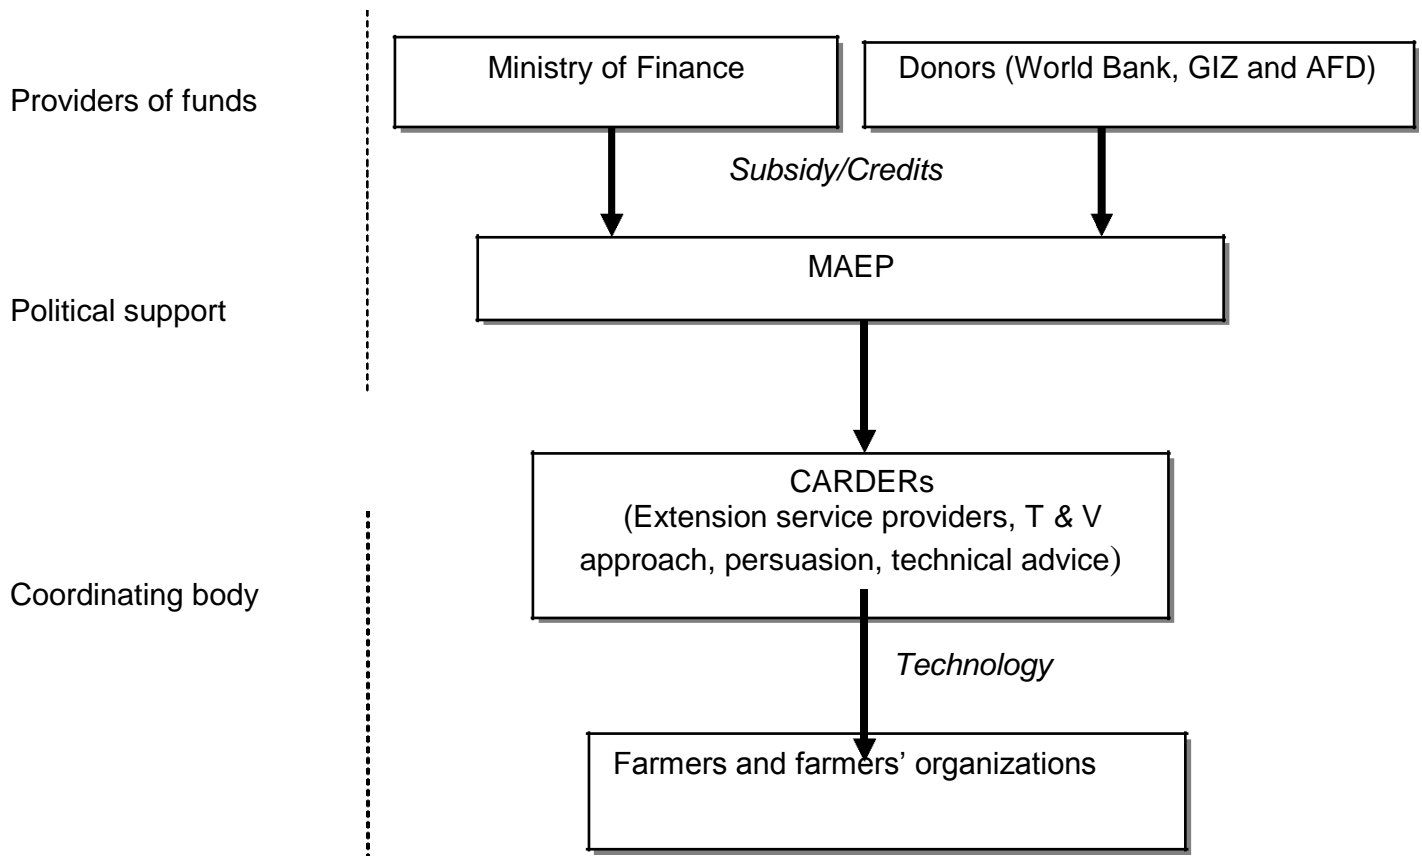 Ministry of Finance
Donors (World Bank, GIZ and AFD)
Providers of funds
Subsidy/Credits
MAEP
Political support
CARDERs
(Extension service providers, T & V
approach, persuasion, technical advice)
Coordinating body
Technology
Farmers and farmers’ organizations